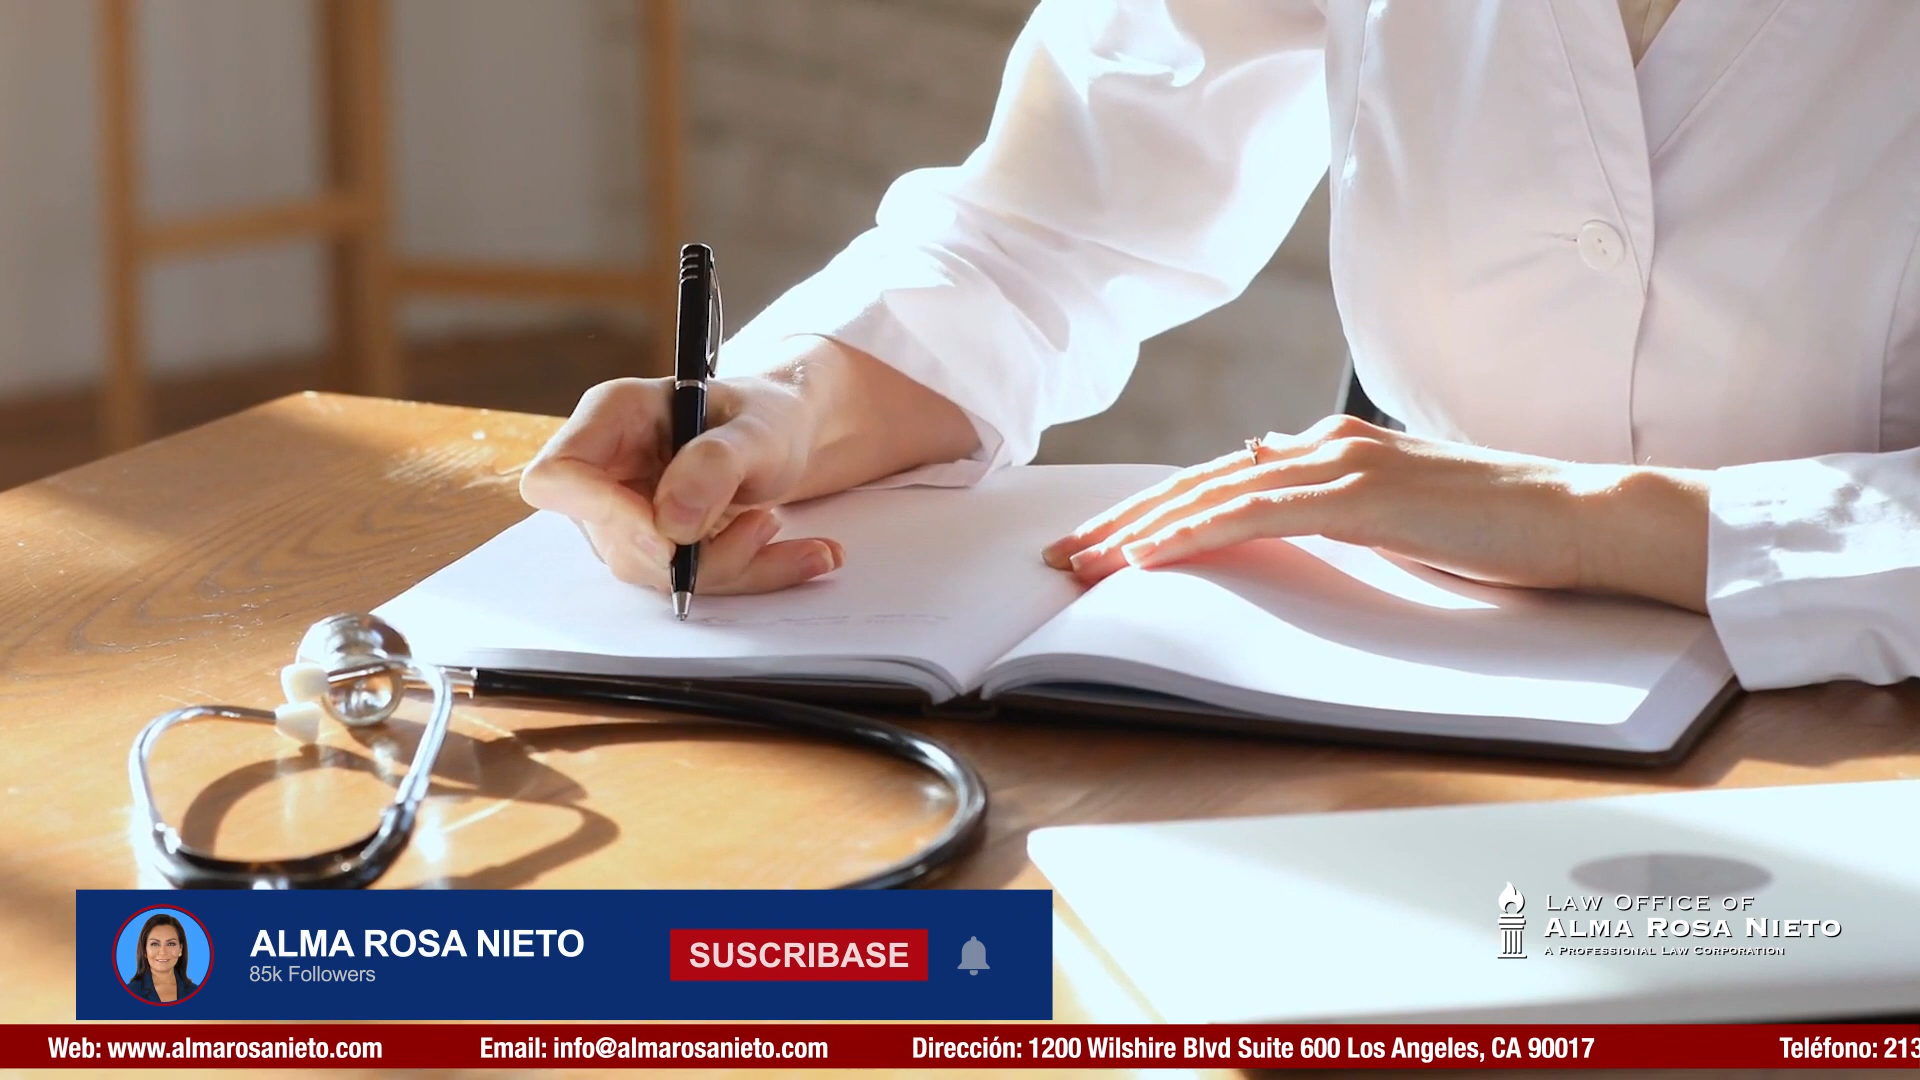 ALMA ROSA NIETO
85k Followers
SUSCRIBASE
LAW OFFICE OF
ALMA ROSA NIETO
A PROFESSIONAL LAW CORPORATION
Web: www.almarosanieto.com Email: info@almarosanieto.com Dirección: 1200 Wilshire Blvd Suite 600 Los Angeles, CA 90017 Teléfono: 213